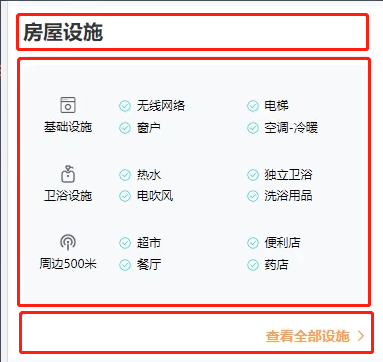 房屋设施
无线网络 电梯
基础设施 窗户 空调-冷暖
热水 独立卫浴
卫浴设施 电吹风 洗浴用品
超市 便利店
周边500米 餐厅 药店
查看全部设施